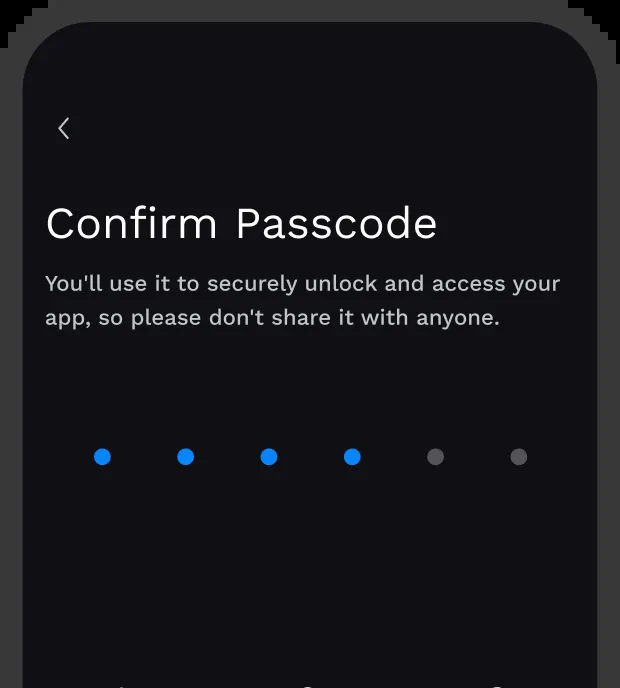 Confirm Passcode
You'll use it to securely unlock and access your
app, so please don't share it with anyone.